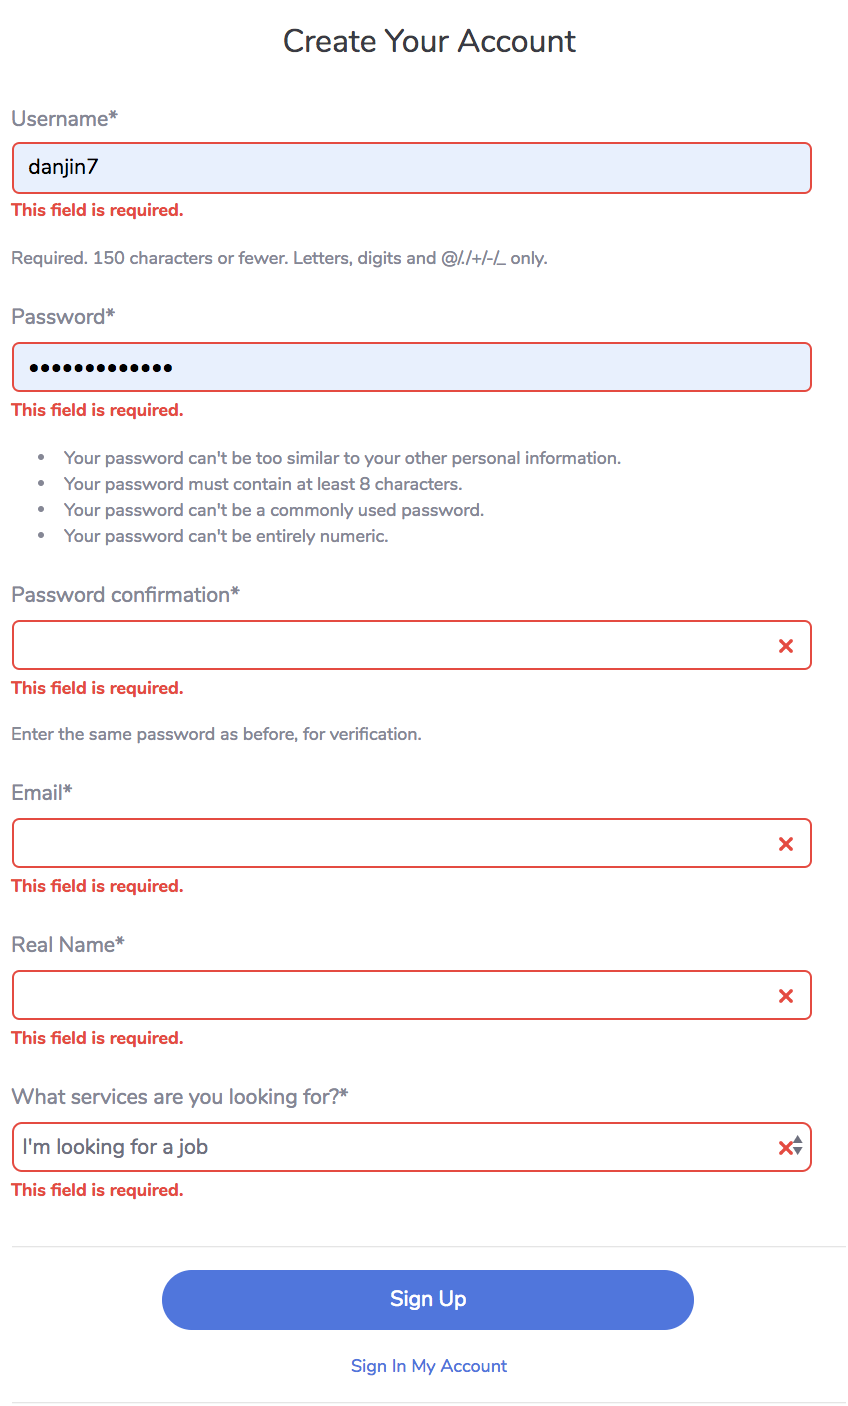 Create Your Account
Username*
danjin7
This field is required.
Required. 150 characters or fewer. Letters, digits and @/./+/-/_ only.
Password*
•••••••••••••
This field is required.
• Your password can't be too similar to your other personal information.
• Your password must contain at least 8 characters.
• Your password can't be a commonly used password.
• Your password can't be entirely numeric.
Password confirmation*
This field is required.
Enter the same password as before, for verification.
Email*
This field is required.
Real Name*
This field is required.
What services are you looking for?*
I'm looking for a job
This field is required.
Sign Up
Sign In My Account